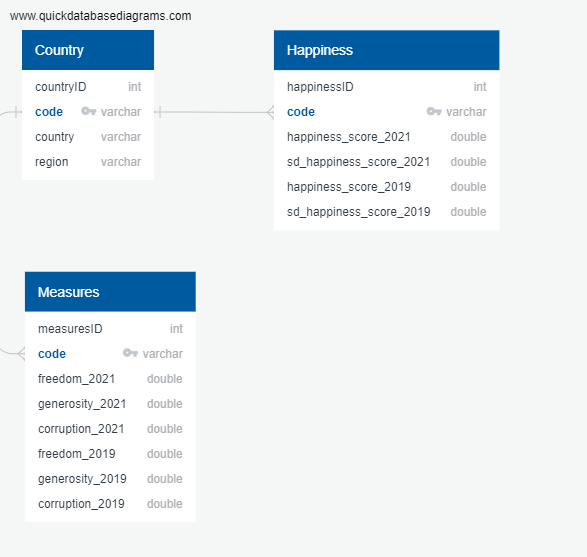 www.quickdatabasediagrams.com
Country
countryID int
code varchar
country varchar
region varchar
Happiness
happinessID int
code varchar
happiness_score_2021 double
sd_happiness_score_2021 double
happiness_score_2019 double
sd_happiness_score_2019 double
Measures
measuresID int
code varchar
freedom_2021 double
generosity_2021 double
corruption_2021 double
freedom_2019 double
generosity_2019 double
corruption_2019 double